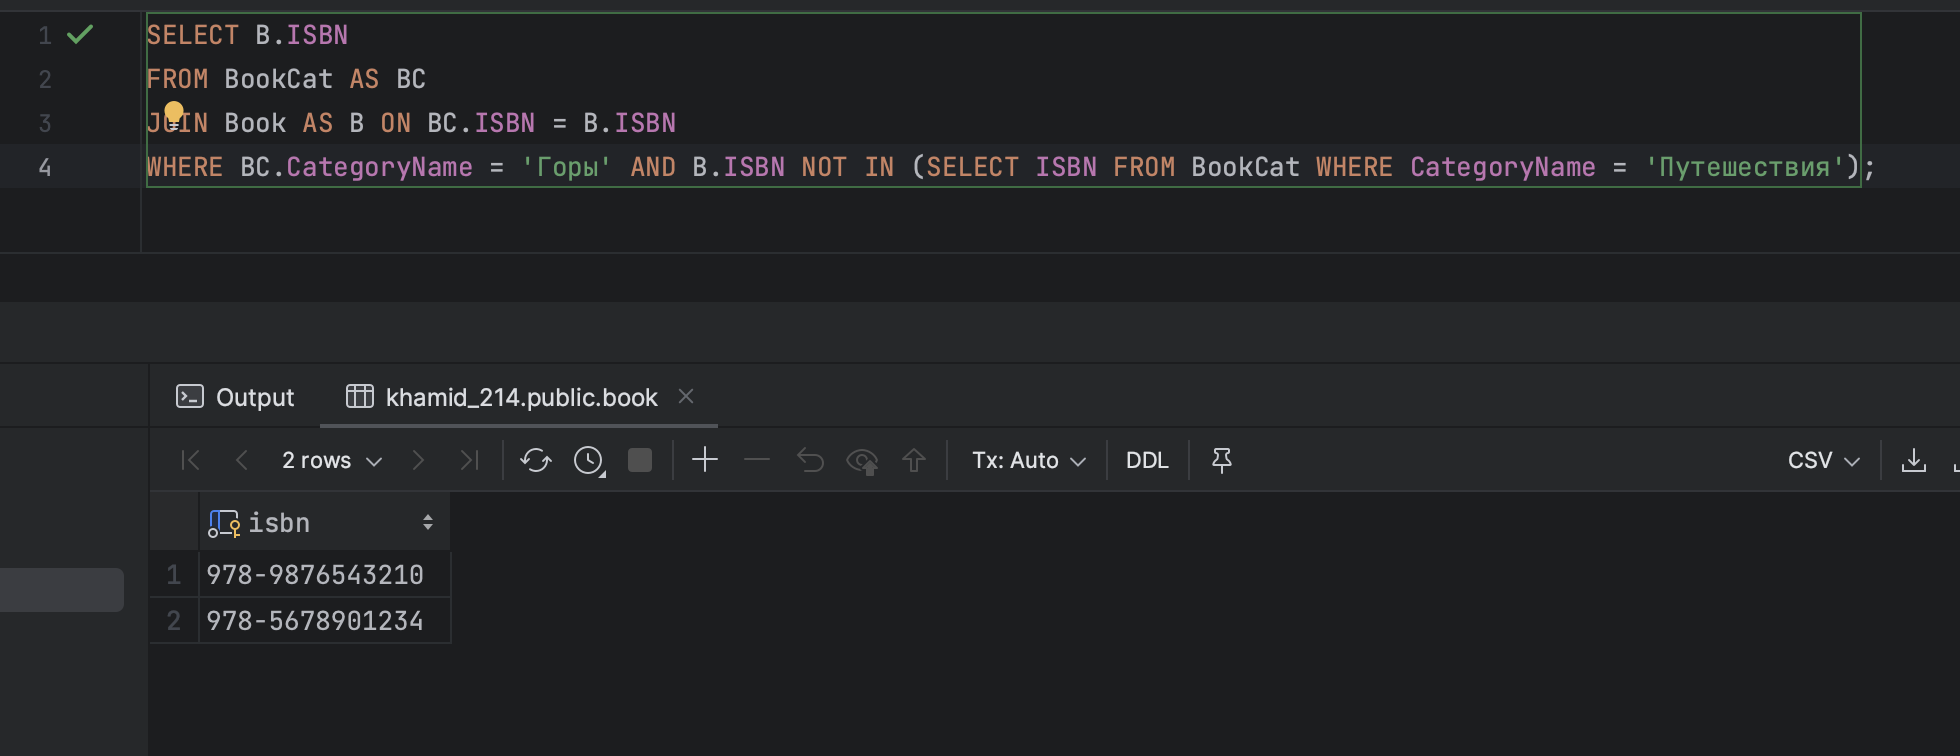 1 SELECT B.ISBN
2 FROM BookCat AS BC
3 JOIN Book AS B ON BC.ISBN = B.ISBN
4 WHERE BC.CategoryName = 'Горы' AND B.ISBN NOT IN (SELECT ISBN FROM BookCat WHERE CategoryName = 'Путешествия');
Output khamid_214.public.book
2 rows Tx: Auto DDL CSV
isbn
1 978-9876543210
2 978-5678901234